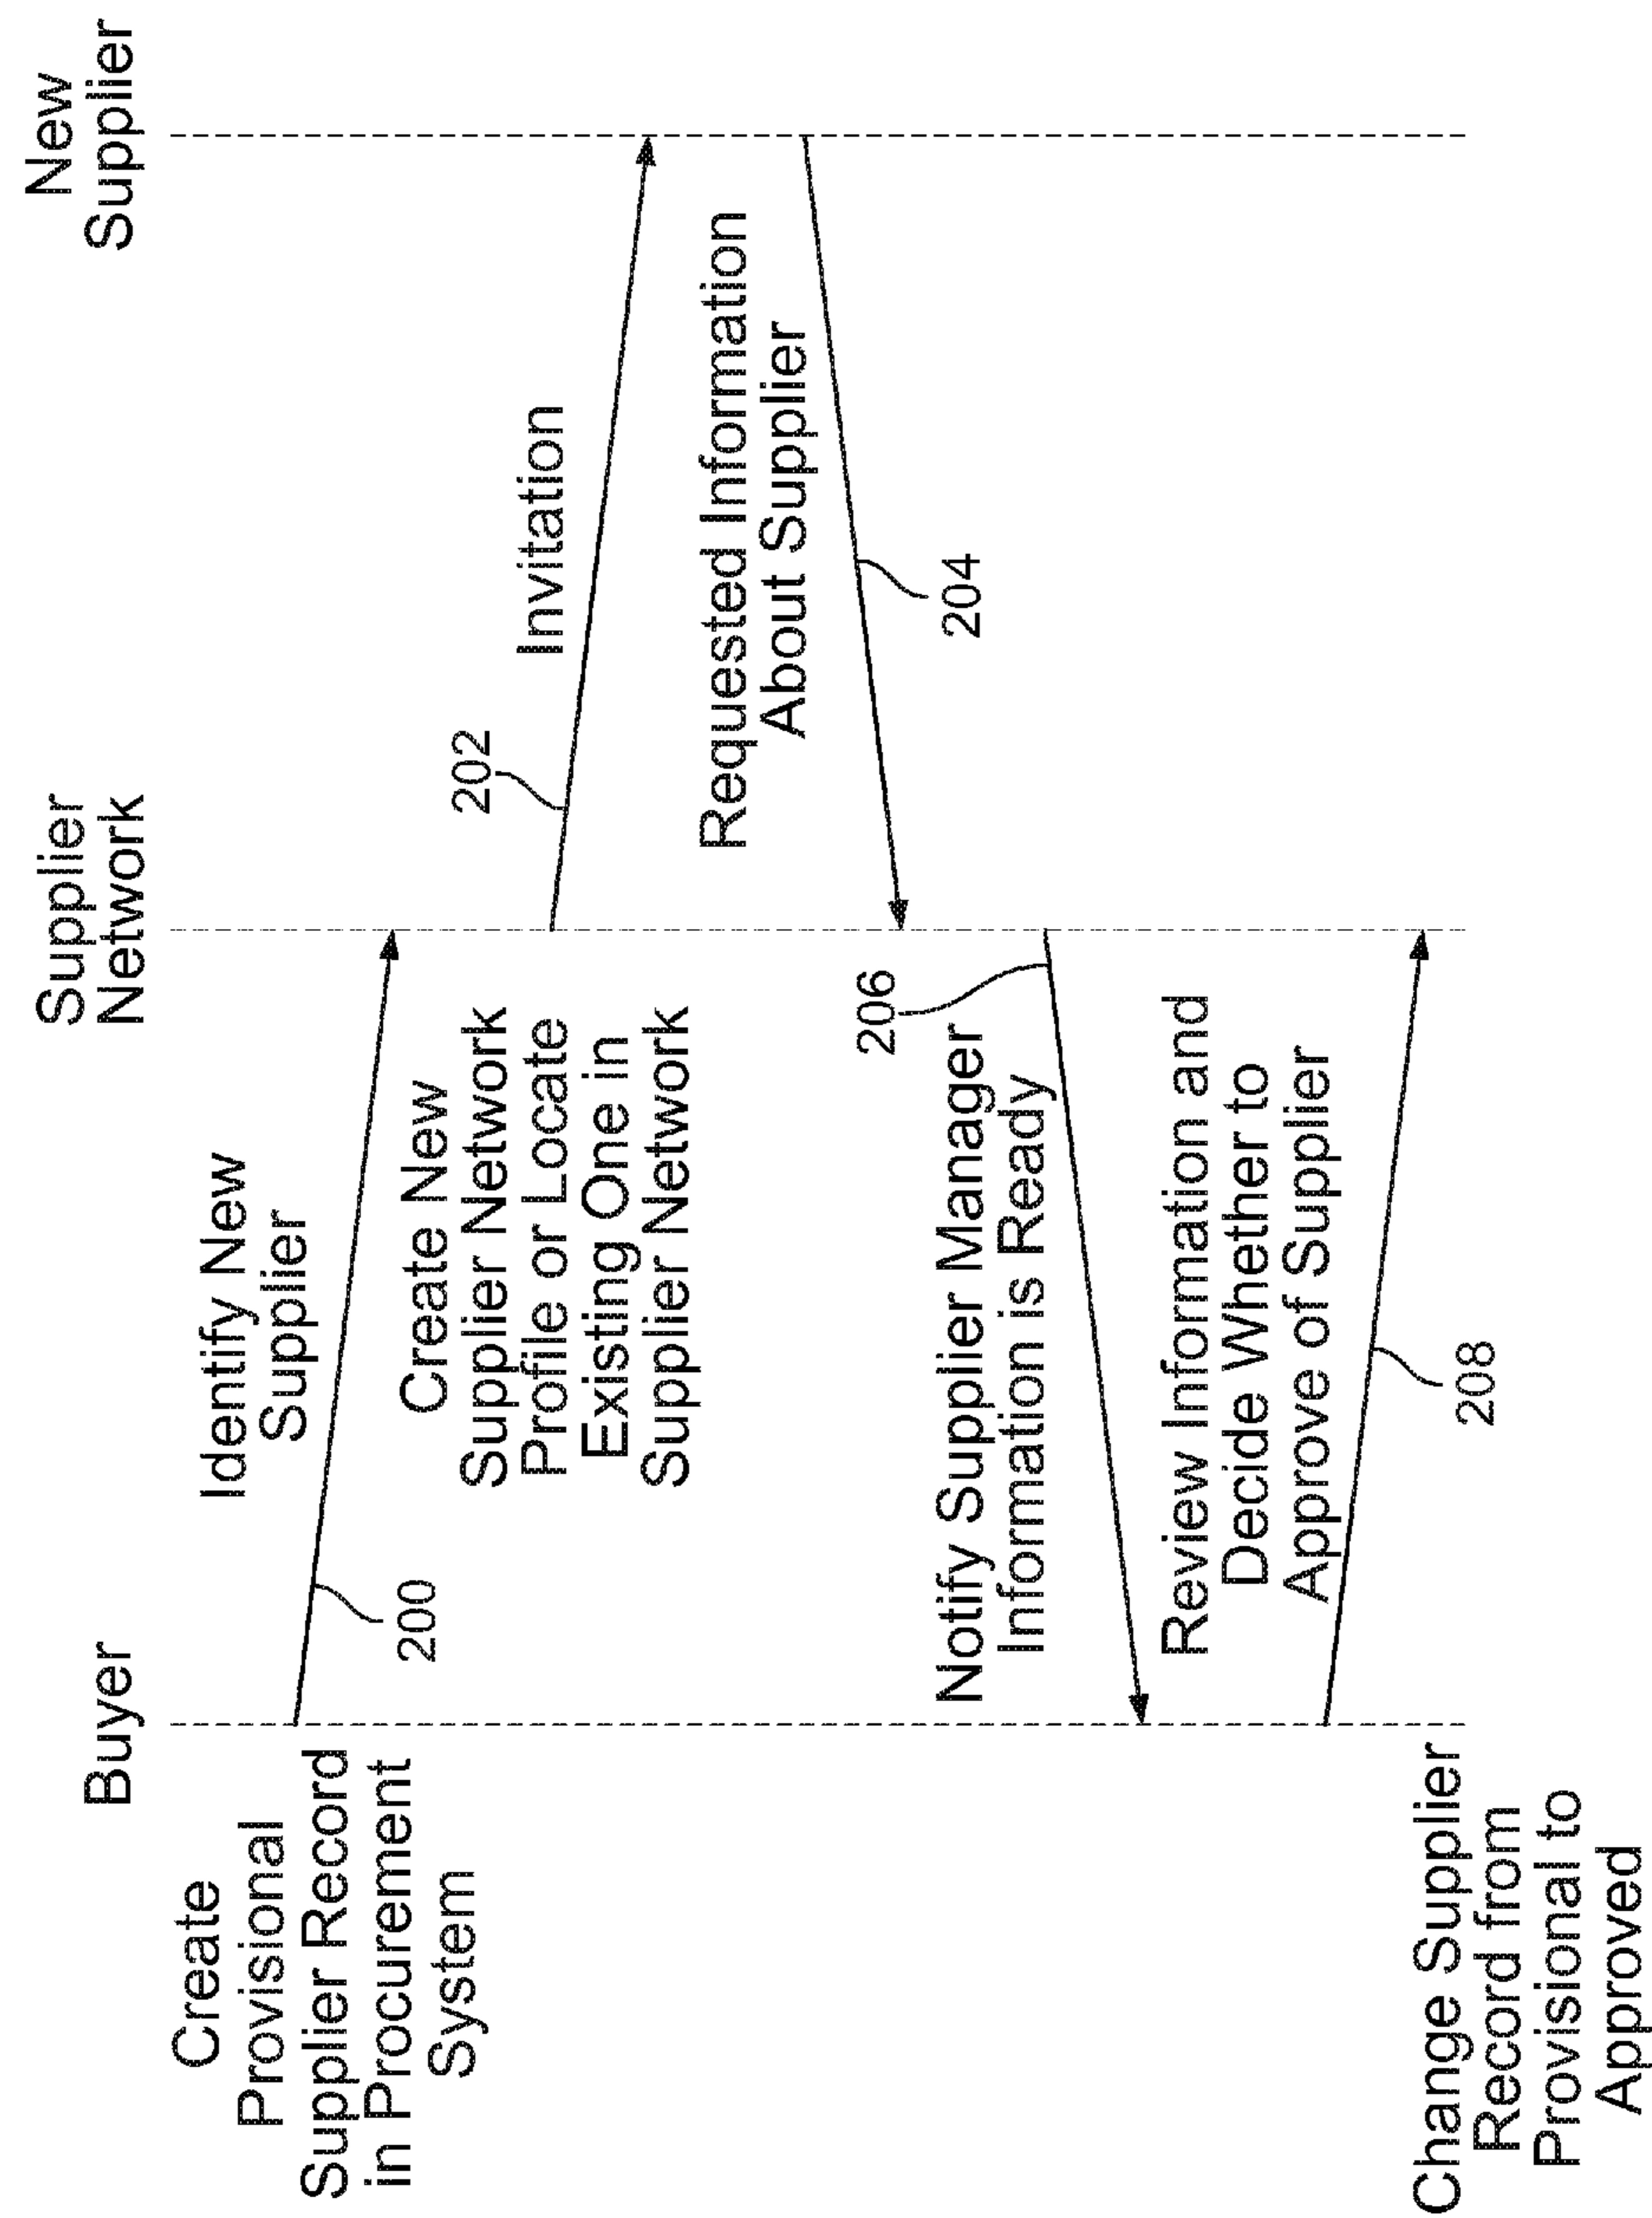 Buyer
Supplier
Network
New
Supplier
Create
Provisional
Supplier Record
in Procurement
System
Identify New
Supplier
200
Create New
Supplier Network
Profile or Locate
Existing One in
Supplier Network
202
Invitation
Requested Information
About Supplier
204
206
Notify Supplier Manager
Information is Ready
Review Information and
Decide Whether to
Approve of Supplier
208
Change Supplier
Record from
Provisional to
Approved